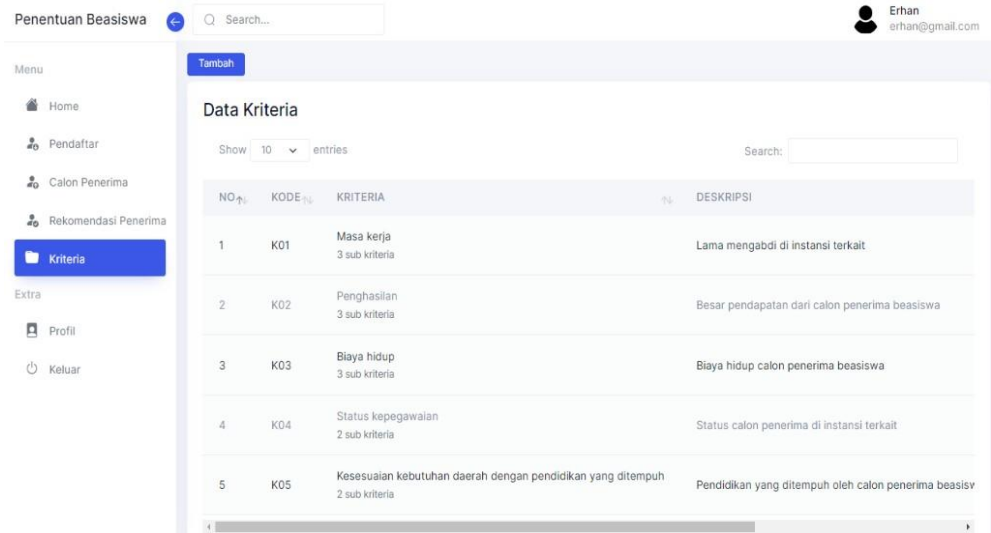 Penentuan Beasiswa
Search...
Erhan
erhan@gmail.com
Menu
Home
Pendaftar
Calon Penerima
Rekomendasi Penerima
Kriteria
Extra
Profil
Keluar
Tambah
Data Kriteria
Show 10 entries
Search:
NO KODE KRITERIA DESKRIPSI
1 K01 Masa kerja Lama mengabdi di instansi terkait
3 sub kriteria
2 K02 Penghasilan Besar pendapatan dari calon penerima beasiswa
3 sub kriteria
3 K03 Biaya hidup Biaya hidup calon penerima beasiswa
3 sub kriteria
4 K04 Status kepegawaian Status calon penerima di instansi terkait
2 sub kriteria
5 K05 Kesesuaian kebutuhan daerah dengan pendidikan yang ditempuh Pendidikan yang ditempuh oleh calon penerima
2 sub kriteria